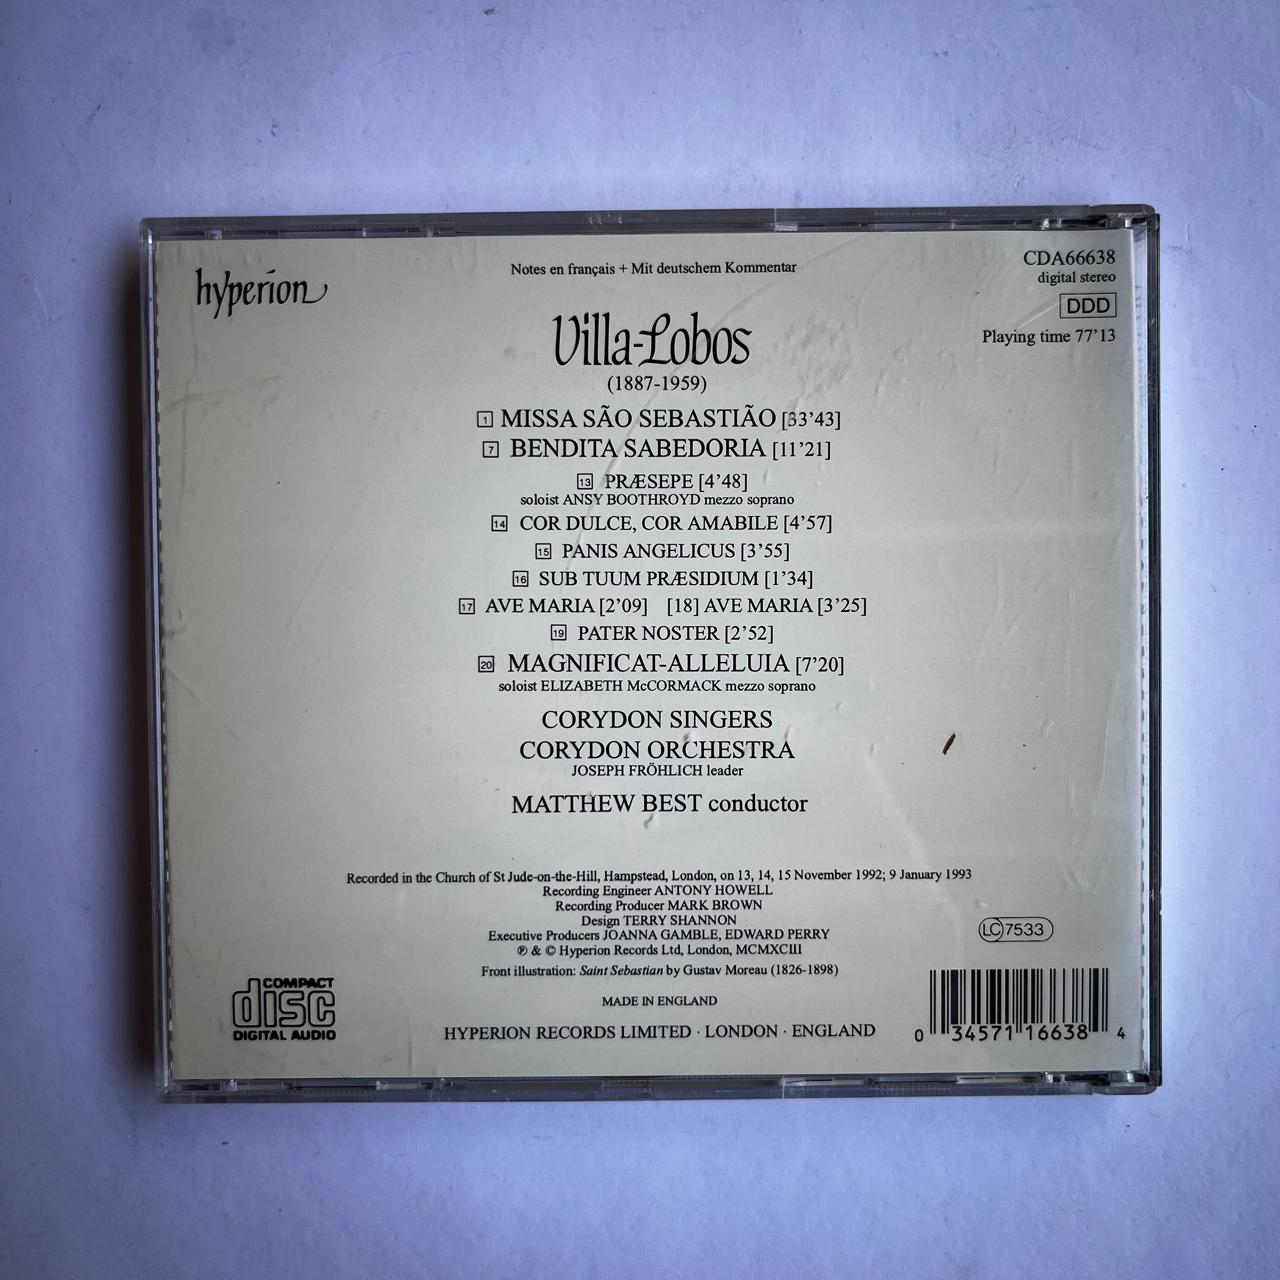 hyperion
Notes en français + Mit deutschem Kommentar
CDA66638
digital stereo
DDD
Playing time 77'13
Villa-Lobos
(1887-1959)
1 MISSA SÃO SEBASTIÃO [33'43]
7 BENDITA SABEDORIA [11'21]
13 PRÆSEPE [4'48]
soloist ANSY BOOTHROYD mezzo soprano
14 COR DULCE, COR AMABILE [4'57]
15 PANIS ANGELICUS [3'55]
16 SUB TUUM PRÆSIDIUM [1'34]
17 AVE MARIA [2'09] [18] AVE MARIA [3'25]
19 PATER NOSTER [2'52]
20 MAGNIFICAT-ALLELUIA [7'20]
soloist ELIZABETH McCORMACK mezzo soprano
CORYDON SINGERS
CORYDON ORCHESTRA
JOSEPH FRÖHLICH leader
MATTHEW BEST conductor
Recorded in the Church of St Jude-on-the-Hill, Hampstead, London, on 13, 14, 15 November 1992; 9 January 1993
Recording Engineer ANTONY HOWELL
Recording Producer MARK BROWN
Design TERRY SHANNON
Executive Producers JOANNA GAMBLE, EDWARD PERRY
℗ & © Hyperion Records Ltd, London, MCMXCIII
Front illustration: Saint Sebastian by Gustav Moreau (1826-1898)
MADE IN ENGLAND
HYPERION RECORDS LIMITED · LONDON · ENGLAND
COMPACT
disc
DIGITAL AUDIO
LC 7533
0 34571 16638 4